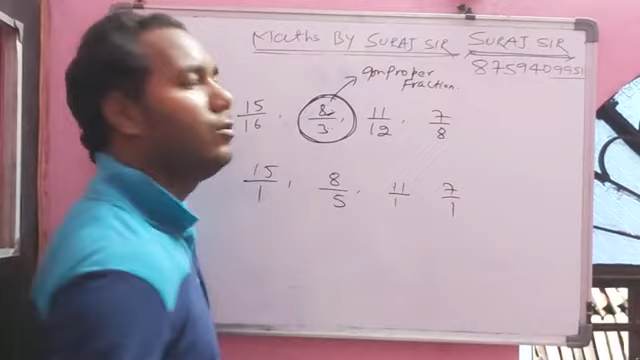 Maths By SURAJ SIR
SURAJ SIR
8759409951
Improper
Fraction.
15/16 , 8/3 , 11/12 , 7/8
15/1 , 8/5 , 11/1 7/1